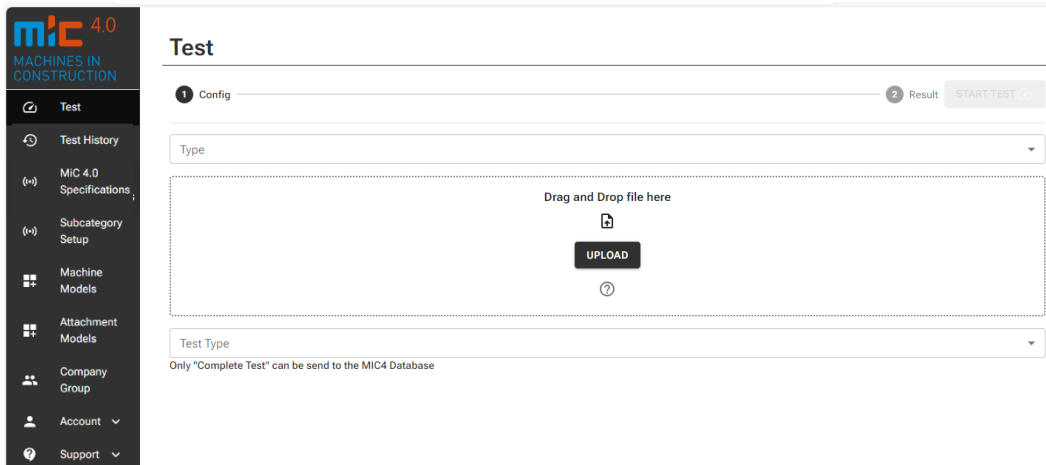 mic 4.0
MACHINES IN
CONSTRUCTION
Test
Test History
MiC 4.0
Specifications
Subcategory
Setup
Machine
Models
Attachment
Models
Company
Group
Account
Support
Test
1 Config
2 Result
START TEST
Type
Drag and Drop file here
UPLOAD
Test Type
Only "Complete Test" can be send to the MIC4 Database